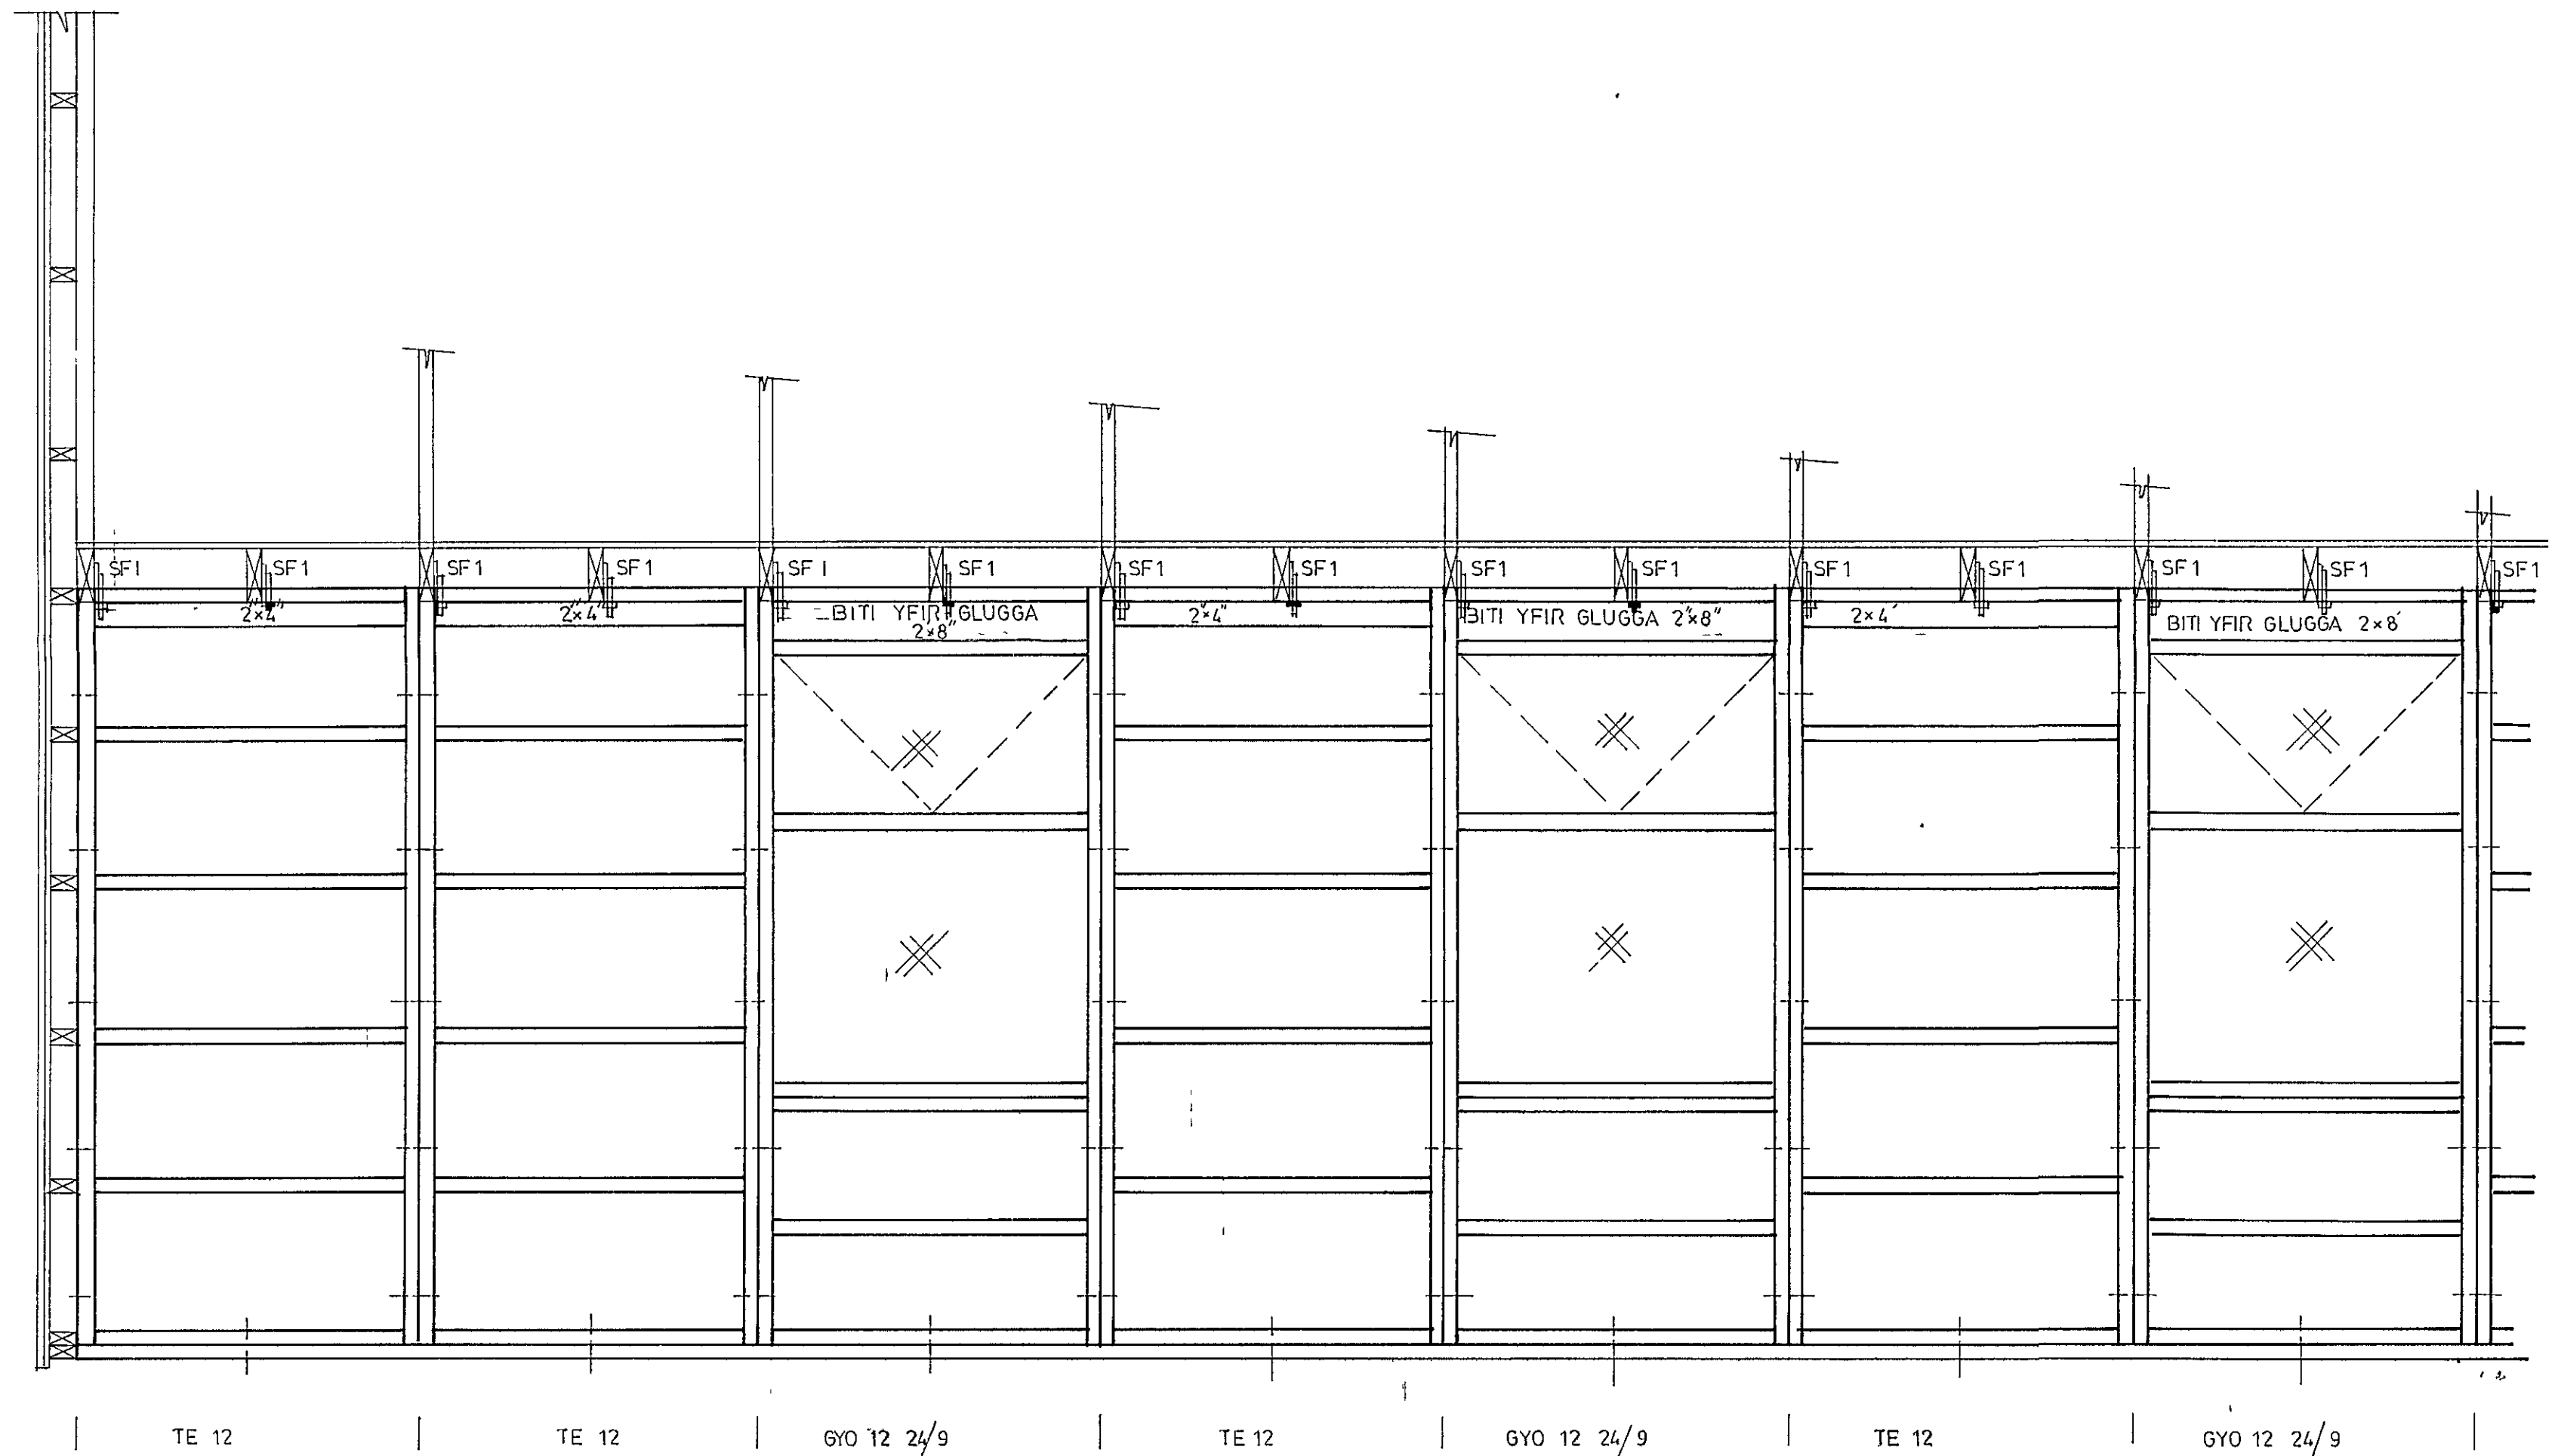 SF1 SF1 SF1 SF1 SF1 SF1 SF1 SF1 SF1 SF1 SF1 SF1 SF1 SF1 SF1
2"×4" 2"×4" BITI YFIR GLUGGA 2"×4" BITI YFIR GLUGGA 2"×8" 2×4' BITI YFIR GLUGGA 2×8'
2×8"
TE 12 TE 12 GYO 12 24/9 TE 12 GYO 12 24/9 TE 12 GYO 12 24/9